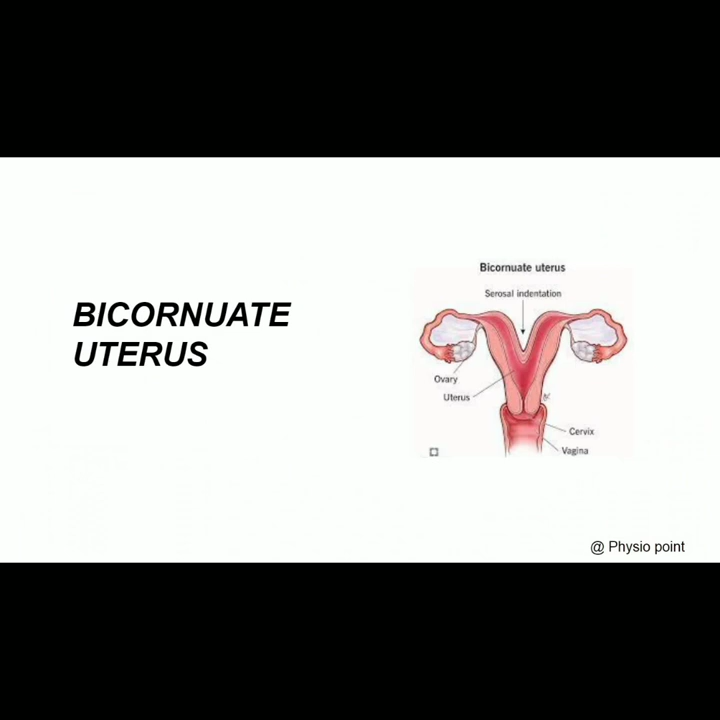 BICORNUATE
UTERUS
Bicornuate uterus
Serosal indentation
Ovary
Uterus
Cervix
Vagina
@ Physio point